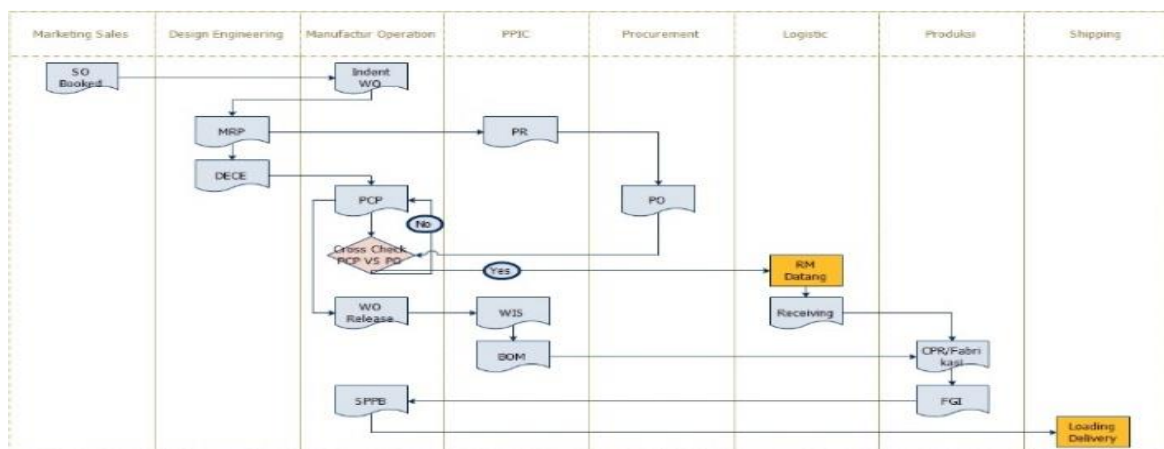 Marketing Sales
Design Engineering
Manufactur Operation
PPIC
Procurement
Logistic
Produksi
Shipping
SO
Booked
Indent
WO
MRP
PR
DECE
PCP
PO
No
Cross Check
PCP VS PO
Yes
RM
Datang
WO
Release
WIS
Receiving
BOM
CPR/Fabri
kasi
SPPB
FGI
Loading
Delivery